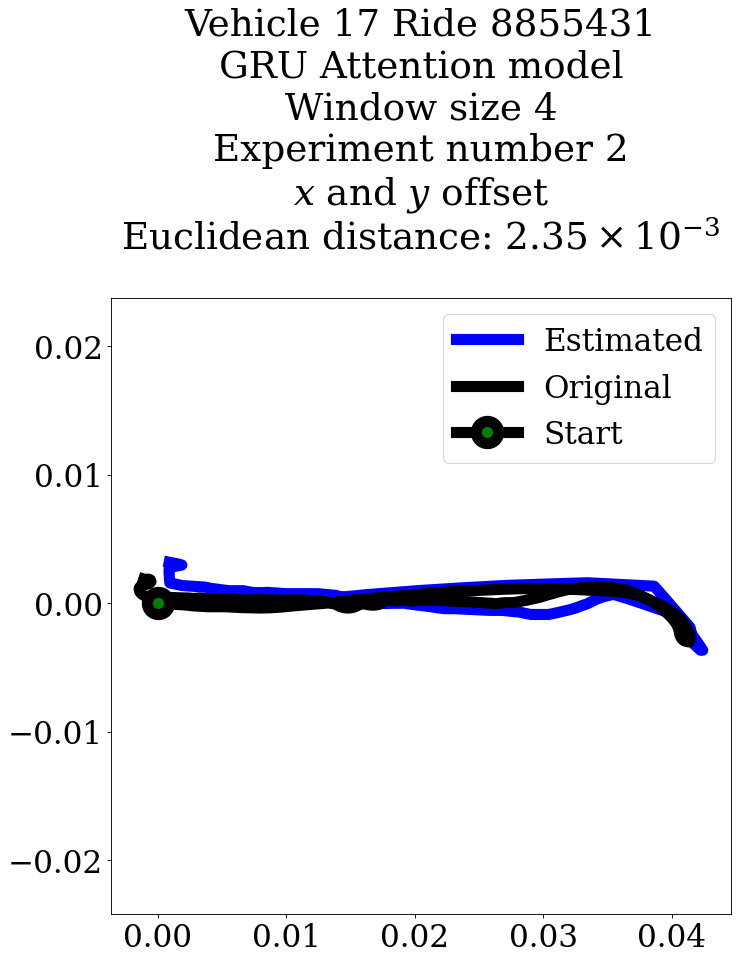 Vehicle 17 Ride 8855431
GRU Attention model
Window size 4
Experiment number 2
x and y offset
Euclidean distance: 2.35 × 10⁻³
Estimated
Original
Start
0.02
0.01
0.00
−0.01
−0.02
0.00 0.01 0.02 0.03 0.04